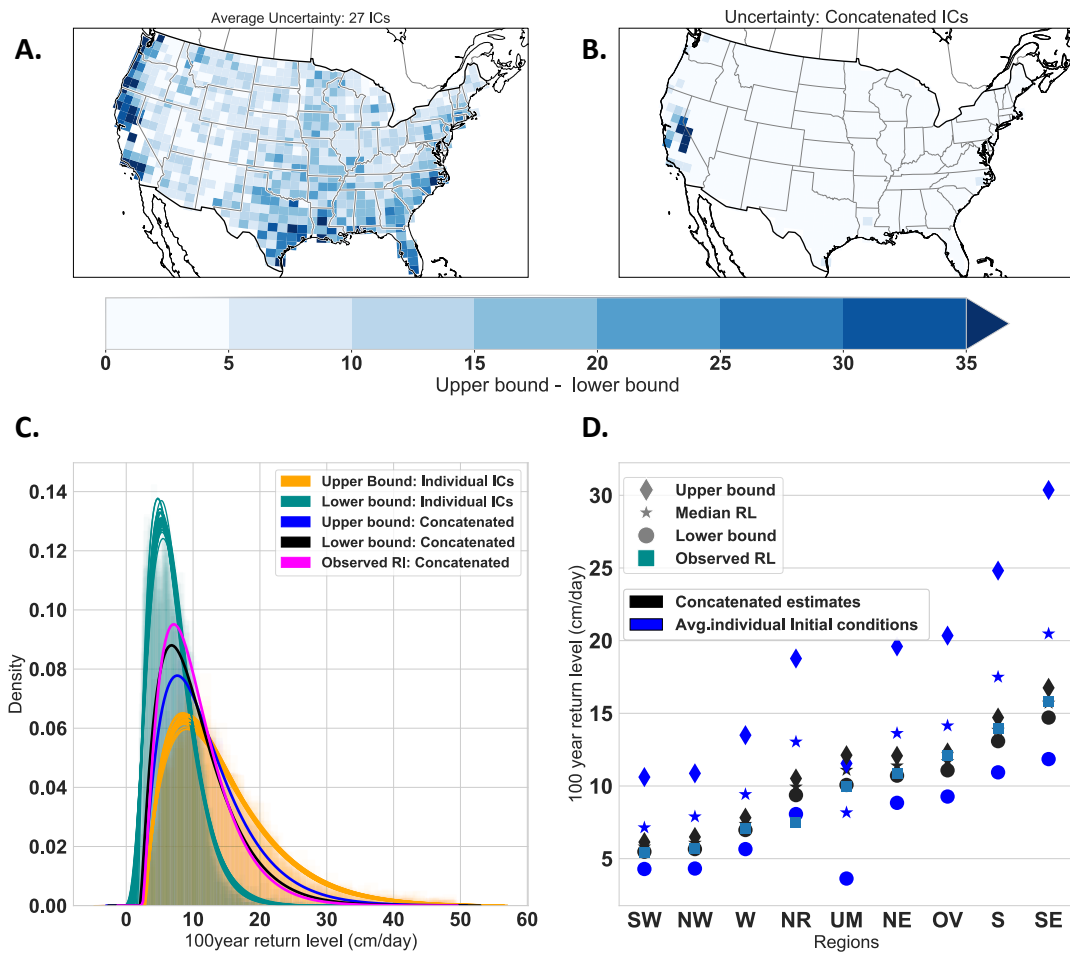 Average Uncertainty: 27 ICs
Uncertainty: Concatenated ICs
A.
B.
0 5 10 15 20 25 30 35
Upper bound - lower bound
C.
D.
0.14
0.12
0.10
0.08
0.06
0.04
0.02
0.00
Density
Upper Bound: Individual ICs
Lower bound: Individual ICs
Upper bound: Concatenated
Lower bound: Concatenated
Observed Rl: Concatenated
0 10 20 30 40 50 60
100year return level (cm/day)
30
25
20
15
10
5
100 year return level (cm/day)
Upper bound
Median RL
Lower bound
Observed RL
Concatenated estimates
Avg.individual Initial conditions
SW NW W NR UM NE OV S SE
Regions